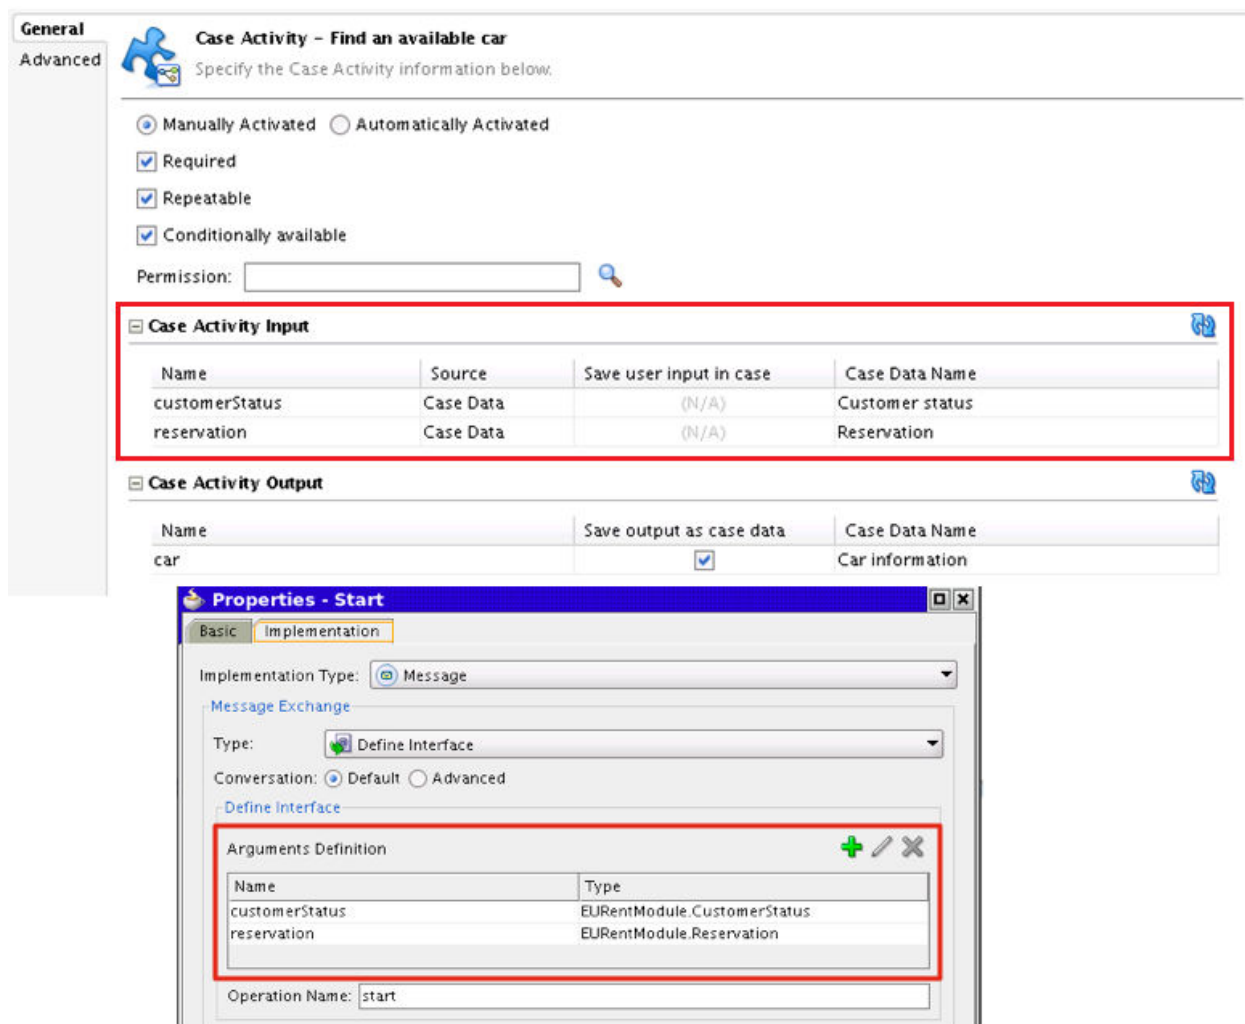 General
Advanced
Case Activity - Find an available car
Specify the Case Activity information below.
Manually Activated Automatically Activated
Required
Repeatable
Conditionally available
Permission:
Case Activity Input
Name Source Save user input in case Case Data Name
customerStatus Case Data (N/A) Customer status
reservation Case Data (N/A) Reservation
Case Activity Output
Name Save output as case data Case Data Name
car Car information
Properties - Start
Basic Implementation
Implementation Type: Message
Message Exchange
Type: Define Interface
Conversation: Default Advanced
Define Interface
Arguments Definition
Name Type
customerStatus EURentModule.CustomerStatus
reservation EURentModule.Reservation
Operation Name: start